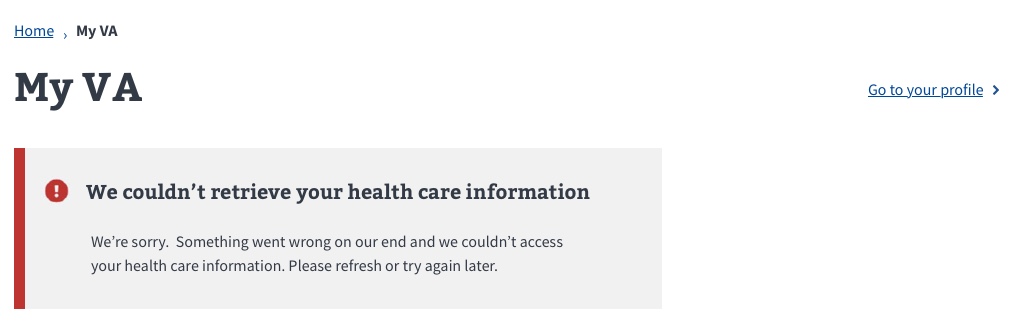 Home › My VA
My VA
Go to your profile
We couldn’t retrieve your health care information
We’re sorry.  Something went wrong on our end and we couldn’t access
your health care information. Please refresh or try again later.